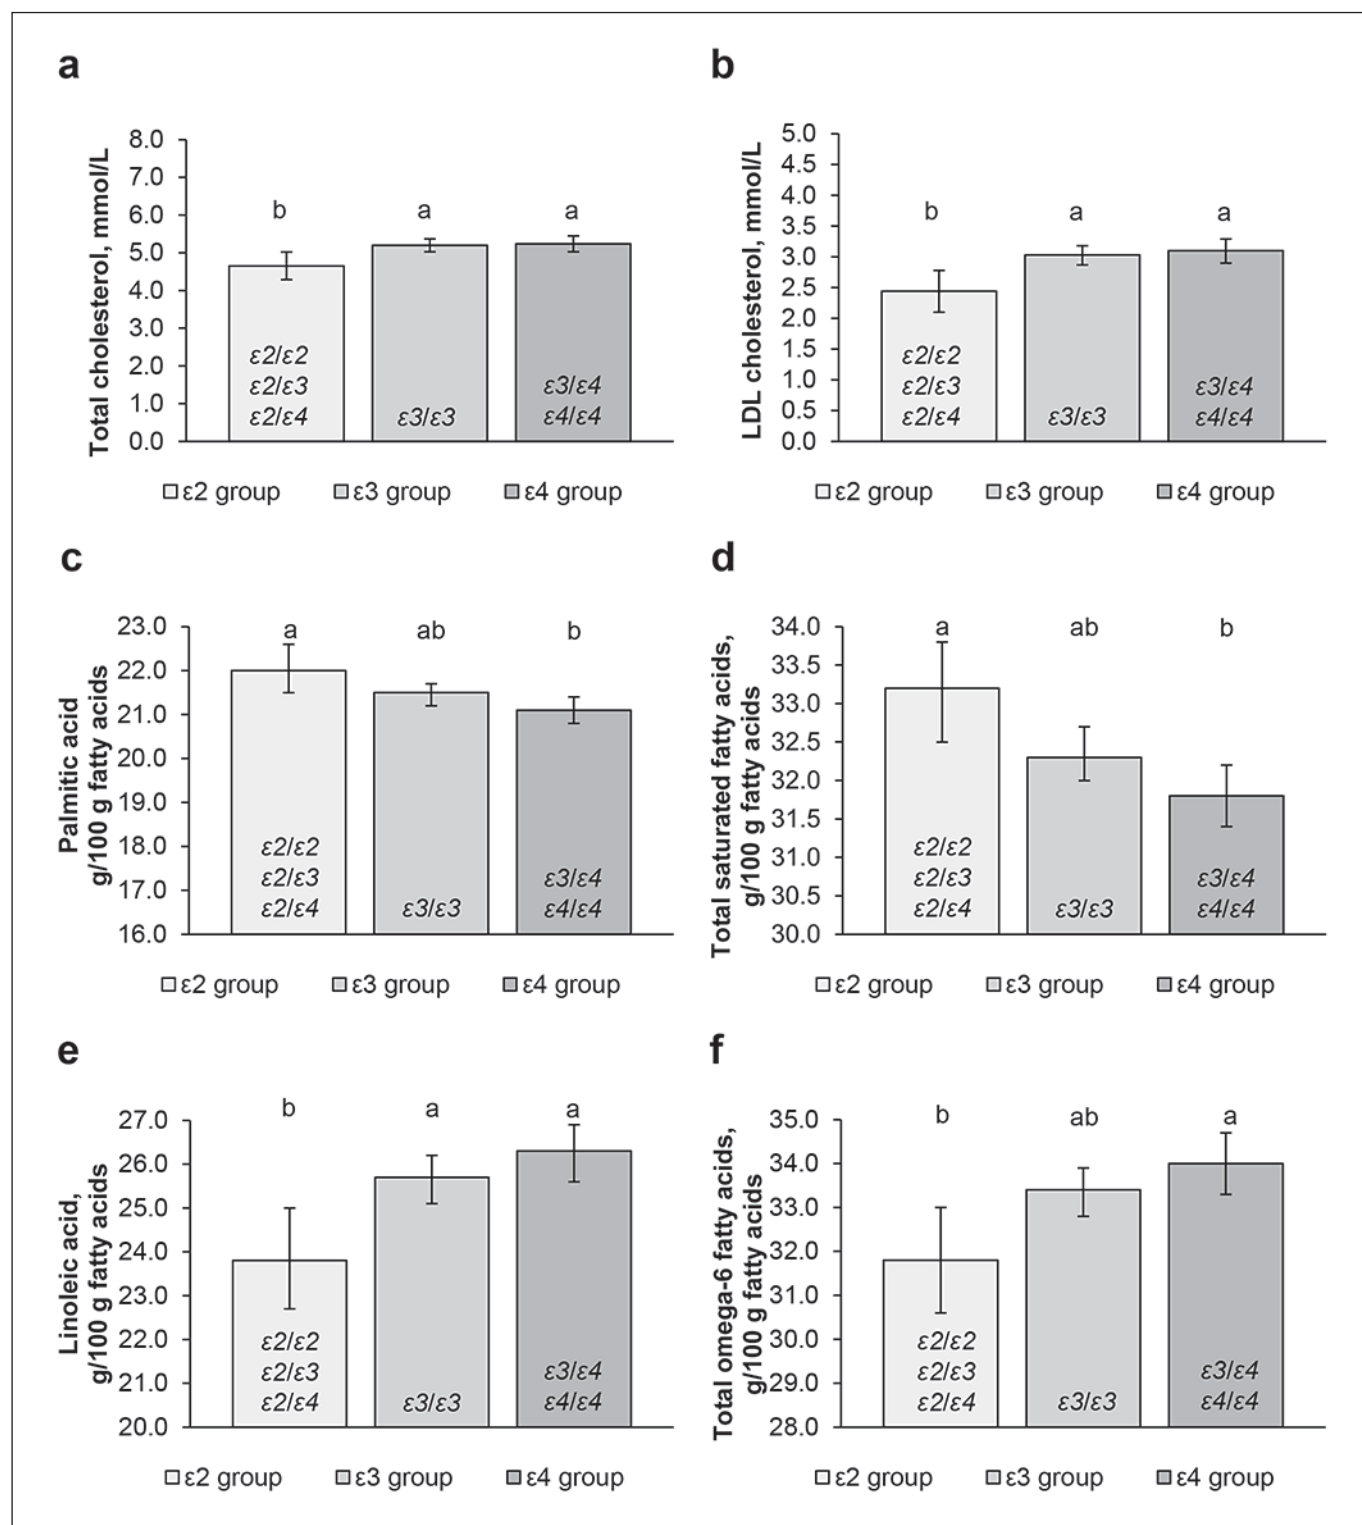 a
Total cholesterol, mmol/L
8.0
7.0
6.0
5.0
4.0
3.0
2.0
1.0
0.0
b
a
a
ε2/ε2
ε2/ε3
ε2/ε4
ε3/ε3
ε3/ε4
ε4/ε4
ε2 group
ε3 group
ε4 group
b
LDL cholesterol, mmol/L
5.0
4.5
4.0
3.5
3.0
2.5
2.0
1.5
1.0
0.5
0.0
b
a
a
ε2/ε2
ε2/ε3
ε2/ε4
ε3/ε3
ε3/ε4
ε4/ε4
ε2 group
ε3 group
ε4 group
c
Palmitic acid
g/100 g fatty acids
23.0
22.0
21.0
20.0
19.0
18.0
17.0
16.0
a
ab
b
ε2/ε2
ε2/ε3
ε2/ε4
ε3/ε3
ε3/ε4
ε4/ε4
ε2 group
ε3 group
ε4 group
d
Total saturated fatty acids,
g/100 g fatty acids
34.0
33.5
33.0
32.5
32.0
31.5
31.0
30.5
30.0
a
ab
b
ε2/ε2
ε2/ε3
ε2/ε4
ε3/ε3
ε3/ε4
ε4/ε4
ε2 group
ε3 group
ε4 group
e
Linoleic acid,
g/100 g fatty acids
27.0
26.0
25.0
24.0
23.0
22.0
21.0
20.0
b
a
a
ε2/ε2
ε2/ε3
ε2/ε4
ε3/ε3
ε3/ε4
ε4/ε4
ε2 group
ε3 group
ε4 group
f
Total omega-6 fatty acids,
g/100 g fatty acids
35.0
34.0
33.0
32.0
31.0
30.0
29.0
28.0
b
ab
a
ε2/ε2
ε2/ε3
ε2/ε4
ε3/ε3
ε3/ε4
ε4/ε4
ε2 group
ε3 group
ε4 group